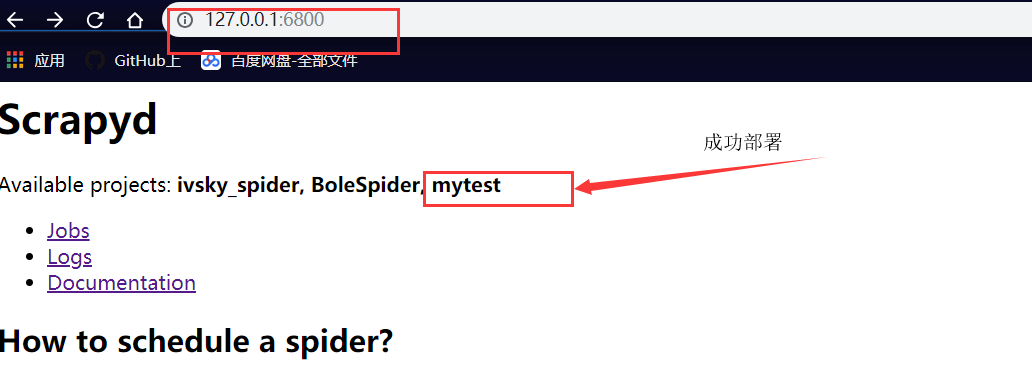 127.0.0.1:6800
应用 GitHub上 百度网盘-全部文件
Scrapyd
成功部署
Available projects: ivsky_spider, BoleSpider, mytest
Jobs
Logs
Documentation
How to schedule a spider?